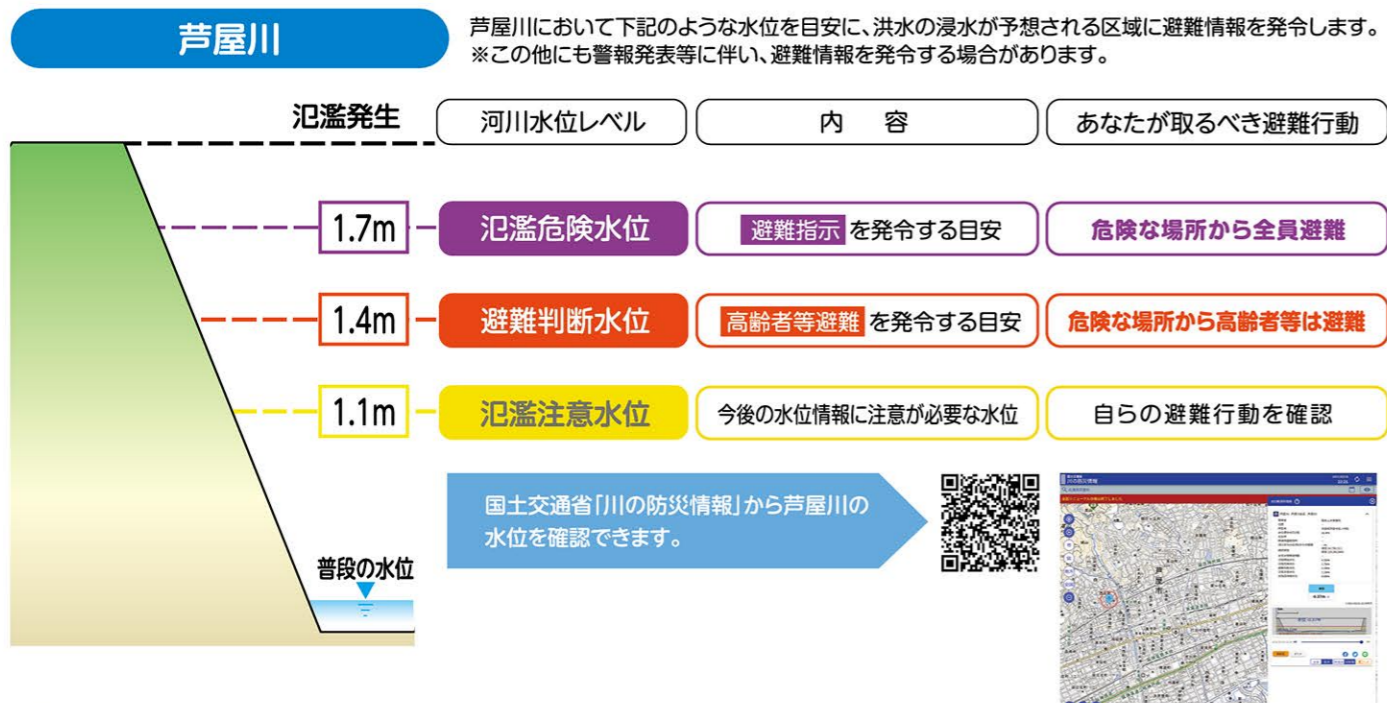 芦屋川
芦屋川において下記のような水位を目安に、洪水の浸水が予想される区域に避難情報を発令します。
※この他にも警報発表等に伴い、避難情報を発令する場合があります。
氾濫発生
河川水位レベル
内　容
あなたが取るべき避難行動
1.7m
氾濫危険水位
避難指示 を発令する目安
危険な場所から全員避難
1.4m
避難判断水位
高齢者等避難 を発令する目安
危険な場所から高齢者等は避難
1.1m
氾濫注意水位
今後の水位情報に注意が必要な水位
自らの避難行動を確認
国土交通省「川の防災情報」から芦屋川の
水位を確認できます。
普段の水位
川の防災情報
芦屋市